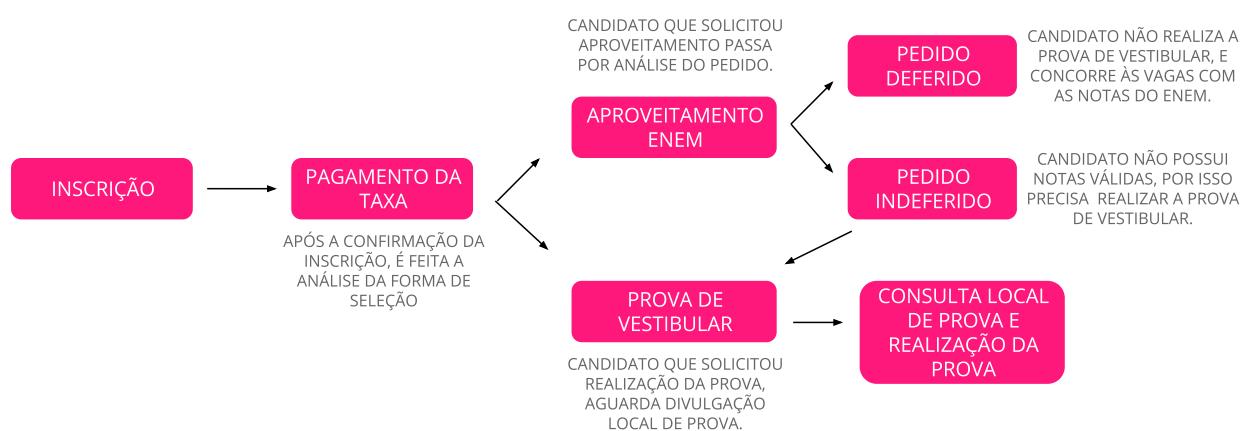 INSCRIÇÃO
PAGAMENTO DA
TAXA
APÓS A CONFIRMAÇÃO DA
INSCRIÇÃO, É FEITA A
ANÁLISE DA FORMA DE
SELEÇÃO
CANDIDATO QUE SOLICITOU
APROVEITAMENTO PASSA
POR ANÁLISE DO PEDIDO.
APROVEITAMENTO
ENEM
PEDIDO
DEFERIDO
CANDIDATO NÃO REALIZA A
PROVA DE VESTIBULAR, E
CONCORRE ÀS VAGAS COM
AS NOTAS DO ENEM.
PEDIDO
INDEFERIDO
CANDIDATO NÃO POSSUI
NOTAS VÁLIDAS, POR ISSO
PRECISA REALIZAR A PROVA
DE VESTIBULAR.
PROVA DE
VESTIBULAR
CANDIDATO QUE SOLICITOU
REALIZAÇÃO DA PROVA,
AGUARDA DIVULGAÇÃO
LOCAL DE PROVA.
CONSULTA LOCAL
DE PROVA E
REALIZAÇÃO DA
PROVA